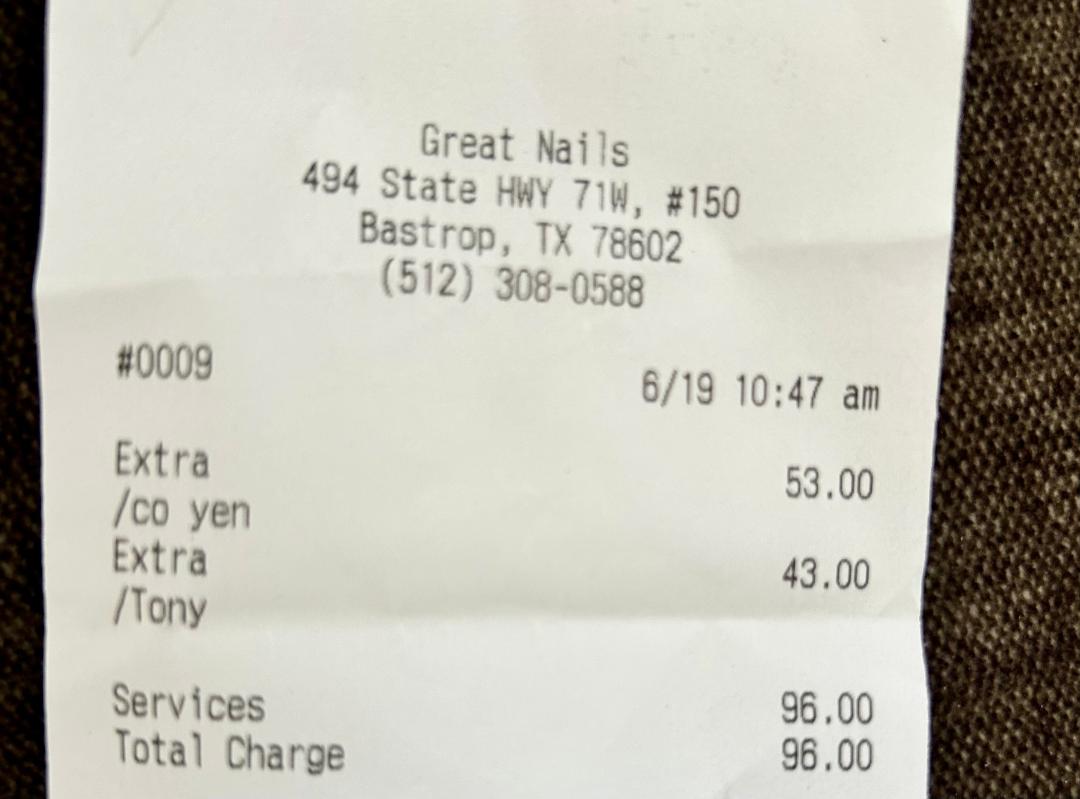 Great Nails
494 State HWY 71W, #150
Bastrop, TX 78602
(512) 308-0588
#0009
6/19 10:47 am
Extra 53.00
/co yen
Extra 43.00
/Tony
Services 96.00
Total Charge 96.00